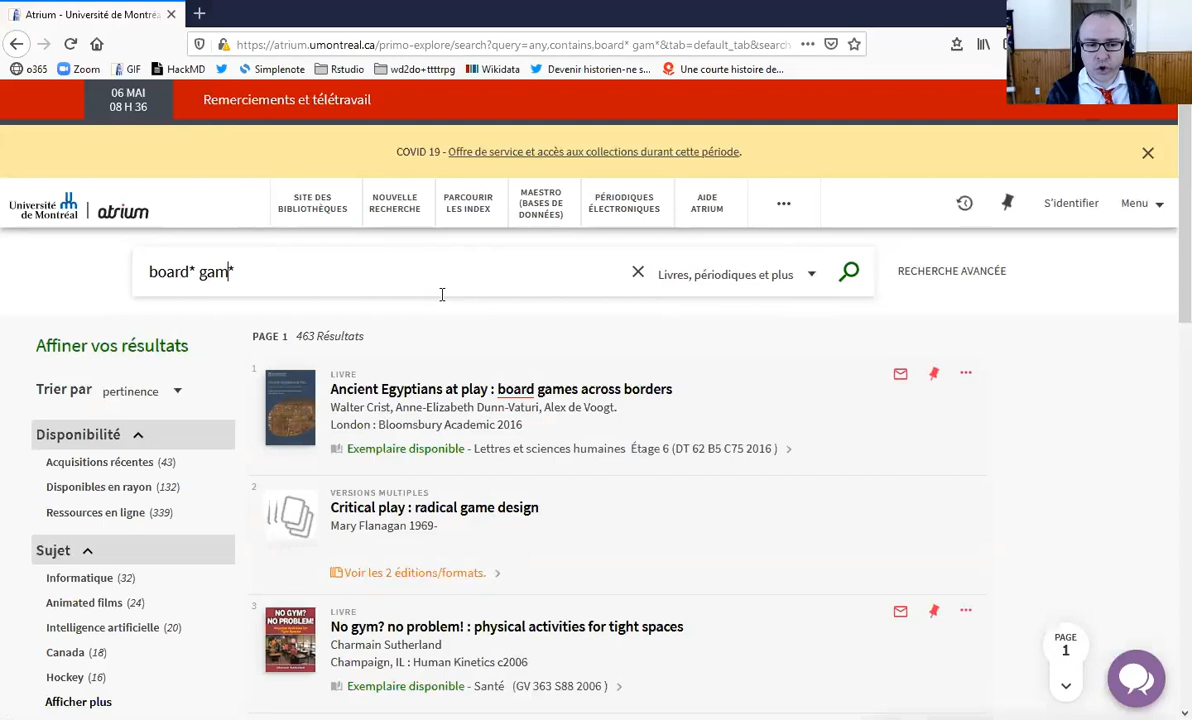 Atrium - Université de Montréa
https://atrium.umontreal.ca/primo-explore/search?query=any,contains,board* gam*&tab=default_tab&search
o365
Zoom
GIF
HackMD
Simplenote
Rstudio
wd2do+ttttrpg
Wikidata
Devenir historien-ne s...
Une courte histoire de...
06 MAI
08 H 36
Remerciements et télétravail
COVID 19 - Offre de service et accès aux collections durant cette période.
Université
de Montréal
atrium
SITE DES
BIBLIOTHÈQUES
NOUVELLE
RECHERCHE
PARCOURIR
LES INDEX
MAESTRO
(BASES DE
DONNÉES)
PÉRIODIQUES
ÉLECTRONIQUES
AIDE
ATRIUM
S'identifier
Menu
board* gam*
Livres, périodiques et plus
RECHERCHE AVANCÉE
Affiner vos résultats
Trier par pertinence
Disponibilité
Acquisitions récentes (43)
Disponibles en rayon (132)
Ressources en ligne (339)
Sujet
Informatique (32)
Animated films (24)
Intelligence artificielle (20)
Canada (18)
Hockey (16)
Afficher plus
PAGE 1 463 Résultats
1
LIVRE
Ancient Egyptians at play : board games across borders
Walter Crist, Anne-Elizabeth Dunn-Vaturi, Alex de Voogt.
London : Bloomsbury Academic 2016
Exemplaire disponible - Lettres et sciences humaines Étage 6 (DT 62 B5 C75 2016 )
2
VERSIONS MULTIPLES
Critical play : radical game design
Mary Flanagan 1969-
Voir les 2 éditions/formats.
3
NO GYM?
NO PROBLEM!
LIVRE
No gym? no problem! : physical activities for tight spaces
Charmain Sutherland
Champaign, IL : Human Kinetics c2006
Exemplaire disponible - Santé (GV 363 S88 2006 )
PAGE
1